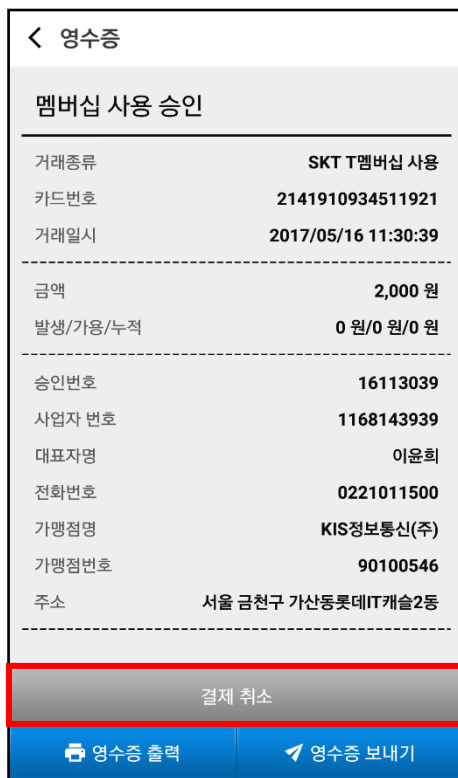 영수증
멤버십 사용 승인
거래종류 SKT T멤버십 사용
카드번호 2141910934511921
거래일시 2017/05/16 11:30:39
금액 2,000 원
발생/가용/누적 0 원/0 원/0 원
승인번호 16113039
사업자 번호 1168143939
대표자명 이윤희
전화번호 0221011500
가맹점명 KIS정보통신(주)
가맹점번호 90100546
주소 서울 금천구 가산동롯데IT캐슬2동
결제 취소
영수증 출력 영수증 보내기